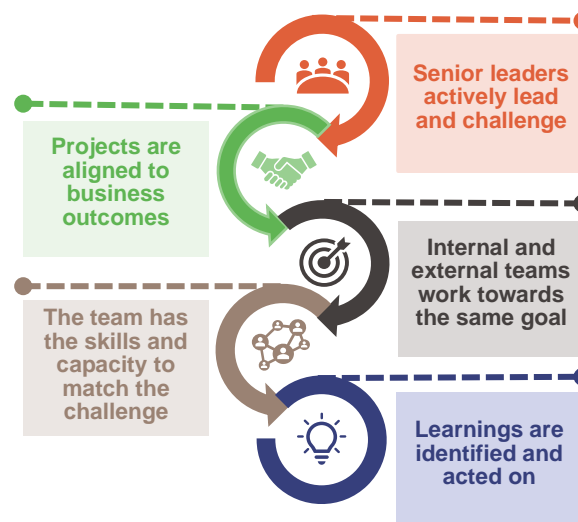 Senior leaders
actively lead
and challenge
Projects are
aligned to
business
outcomes
Internal and
external teams
work towards
the same goal
The team has
the skills and
capacity to
match the
challenge
Learnings are
identified and
acted on